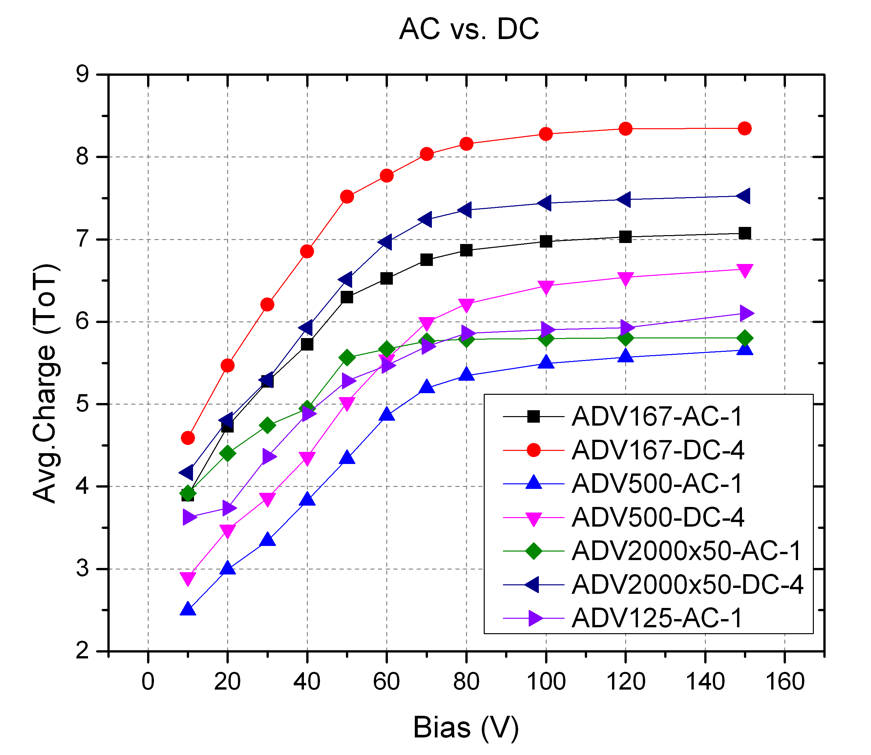 AC vs. DC
9
8
7
6
5
4
3
2
Avg.Charge (ToT)
ADV167-AC-1
ADV167-DC-4
ADV500-AC-1
ADV500-DC-4
ADV2000x50-AC-1
ADV2000x50-DC-4
ADV125-AC-1
0 20 40 60 80 100 120 140 160
Bias (V)